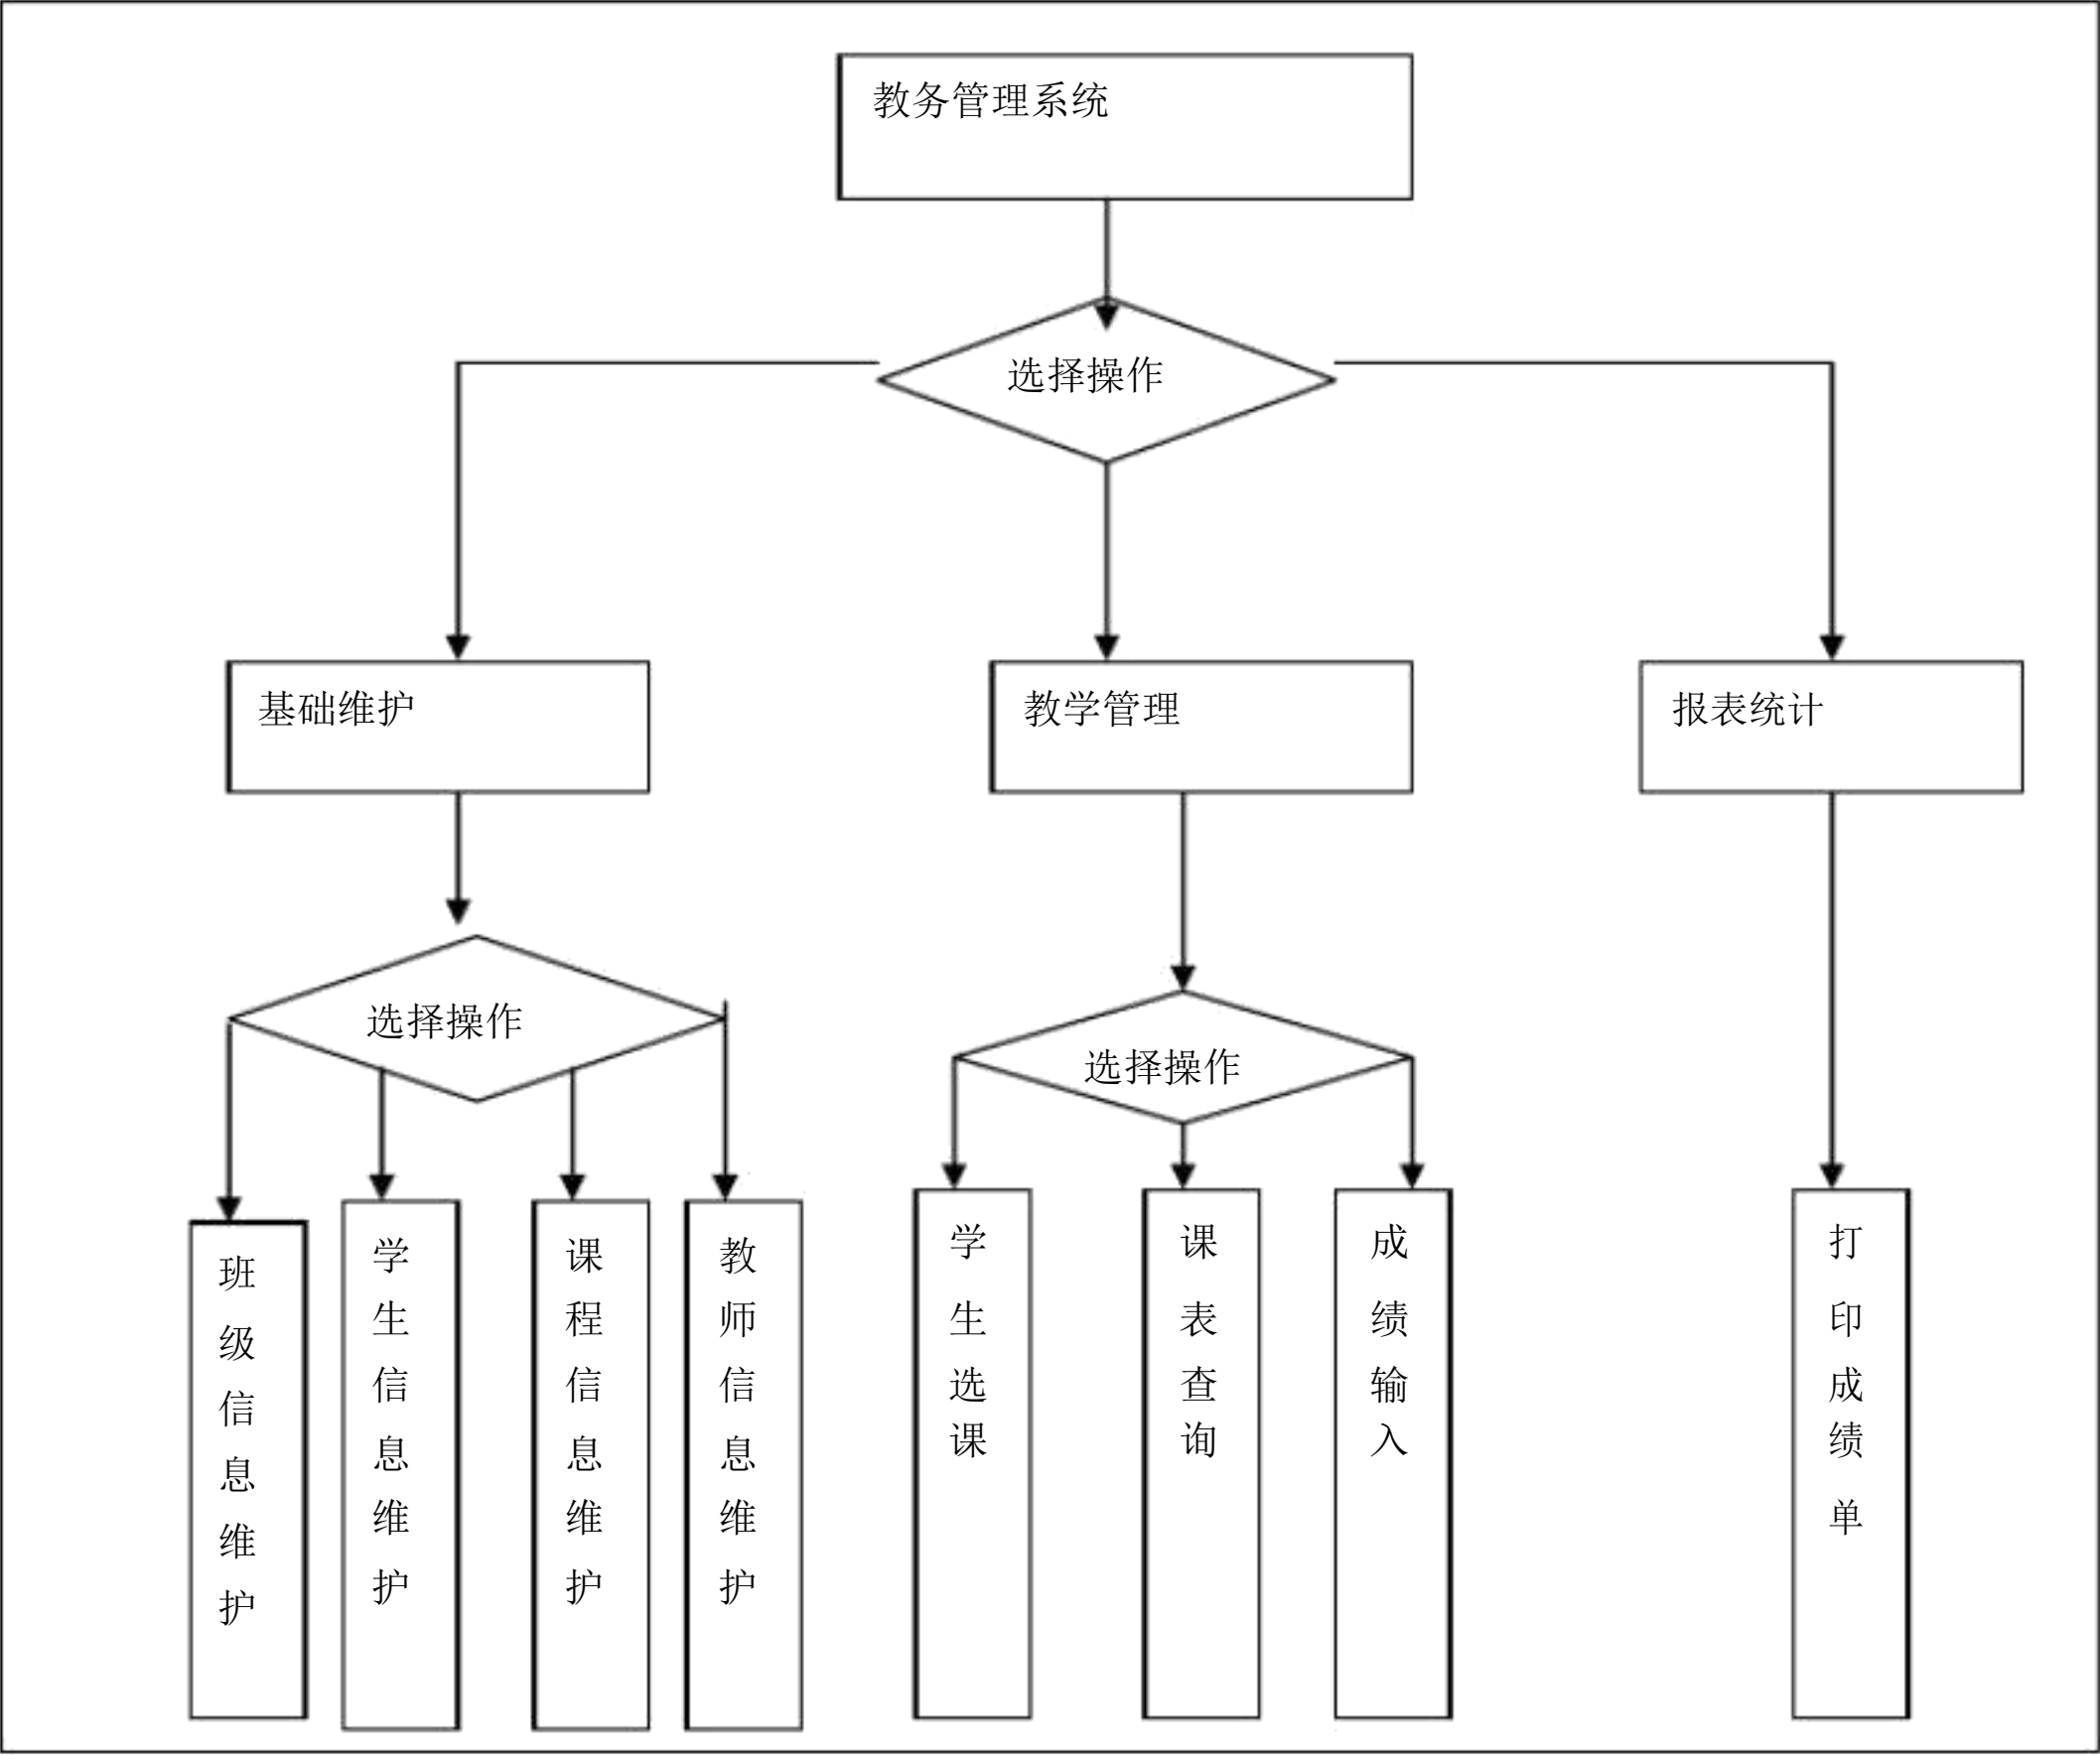 教务管理系统
选择操作
基础维护
教学管理
报表统计
选择操作
选择操作
班级信息维护
学生信息维护
课程信息维护
教师信息维护
学生选课
课表查询
成绩输入
打印成绩单